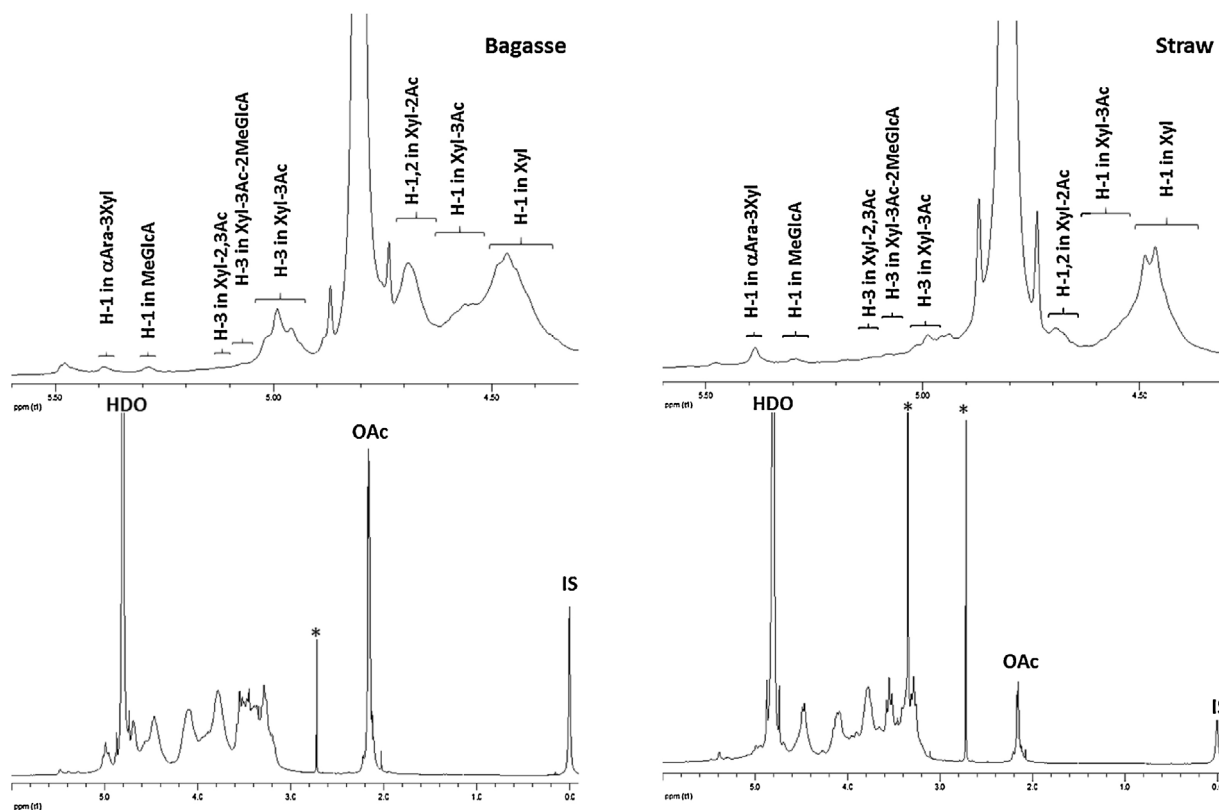 Bagasse
H-1 in αAra-3Xyl
H-1 in MeGlcA
H-3 in Xyl-2,3Ac
H-3 in Xyl-3Ac-2MeGlcA
H-3 in Xyl-3Ac
H-1,2 in Xyl-2Ac
H-1 in Xyl-3Ac
H-1 in Xyl
5.50
5.00
4.50
ppm (t1)
HDO
*
OAc
IS
5.0
4.0
3.0
2.0
1.0
0.0
ppm (t1)
Straw
H-1 in αAra-3Xyl
H-1 in MeGlcA
H-3 in Xyl-2,3Ac
H-3 in Xyl-3Ac-2MeGlcA
H-3 in Xyl-3Ac
H-1,2 in Xyl-2Ac
H-1 in Xyl-3Ac
H-1 in Xyl
5.50
5.00
4.50
ppm (t1)
HDO
*
*
OAc
5.0
4.0
3.0
2.0
1.0
ppm (t1)